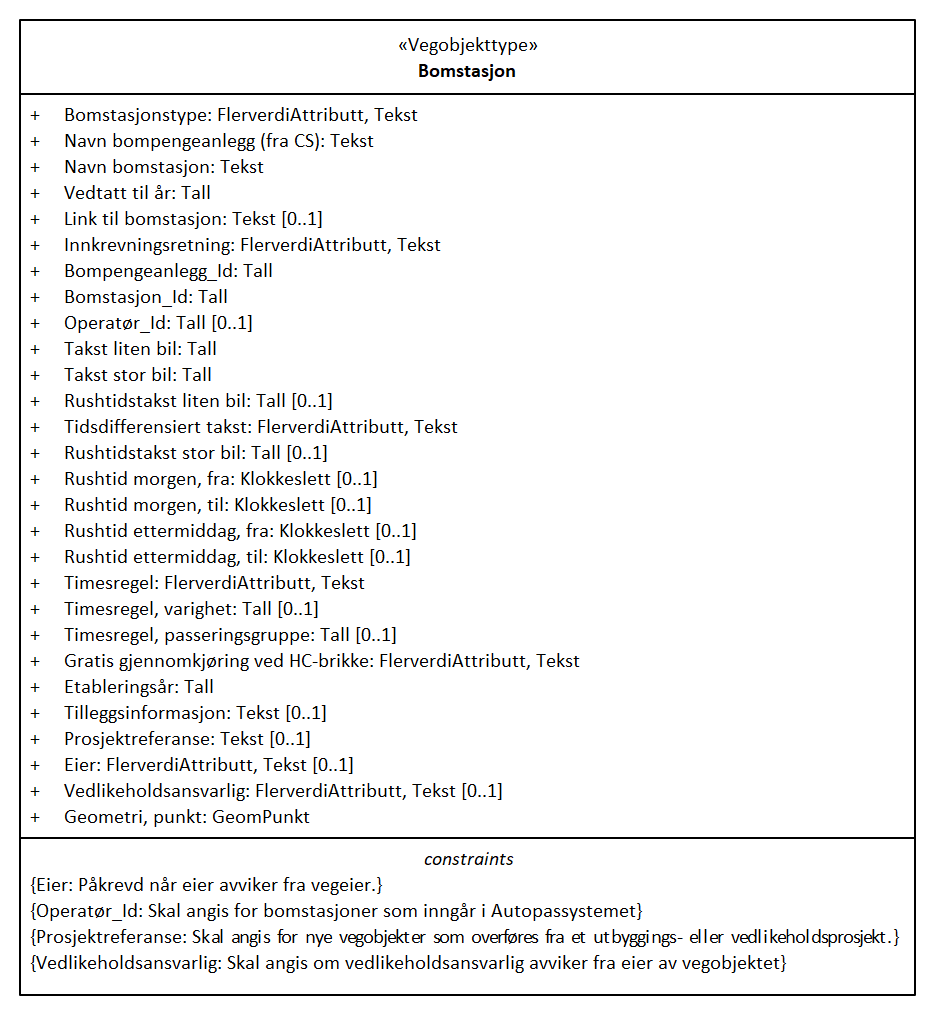 «Vegobjekttype»
Bomstasjon
+ Bomstasjonstype: FlerverdiAttributt, Tekst
+ Navn bompengeanlegg (fra CS): Tekst
+ Navn bomstasjon: Tekst
+ Vedtatt til år: Tall
+ Link til bomstasjon: Tekst [0..1]
+ Innkrevningsretning: FlerverdiAttributt, Tekst
+ Bompengeanlegg_Id: Tall
+ Bomstasjon_Id: Tall
+ Operatør_Id: Tall [0..1]
+ Takst liten bil: Tall
+ Takst stor bil: Tall
+ Rushtidstakst liten bil: Tall [0..1]
+ Tidsdifferensiert takst: FlerverdiAttributt, Tekst
+ Rushtidstakst stor bil: Tall [0..1]
+ Rushtid morgen, fra: Klokkeslett [0..1]
+ Rushtid morgen, til: Klokkeslett [0..1]
+ Rushtid ettermiddag, fra: Klokkeslett [0..1]
+ Rushtid ettermiddag, til: Klokkeslett [0..1]
+ Timesregel: FlerverdiAttributt, Tekst
+ Timesregel, varighet: Tall [0..1]
+ Timesregel, passeringsgruppe: Tall [0..1]
+ Gratis gjennomkjøring ved HC-brikke: FlerverdiAttributt, Tekst
+ Etableringsår: Tall
+ Tilleggsinformasjon: Tekst [0..1]
+ Prosjektreferanse: Tekst [0..1]
+ Eier: FlerverdiAttributt, Tekst [0..1]
+ Vedlikeholdsansvarlig: FlerverdiAttributt, Tekst [0..1]
+ Geometri, punkt: GeomPunkt
constraints
{Eier: Påkrevd når eier avviker fra vegeier.}
{Operatør_Id: Skal angis for bomstasjoner som inngår i Autopassystemet}
{Prosjektreferanse: Skal angis for nye vegobjekter som overføres fra et utbyggings- eller vedlikeholdsprosjekt.}
{Vedlikeholdsansvarlig: Skal angis om vedlikeholdsansvarlig avviker fra eier av vegobjektet}